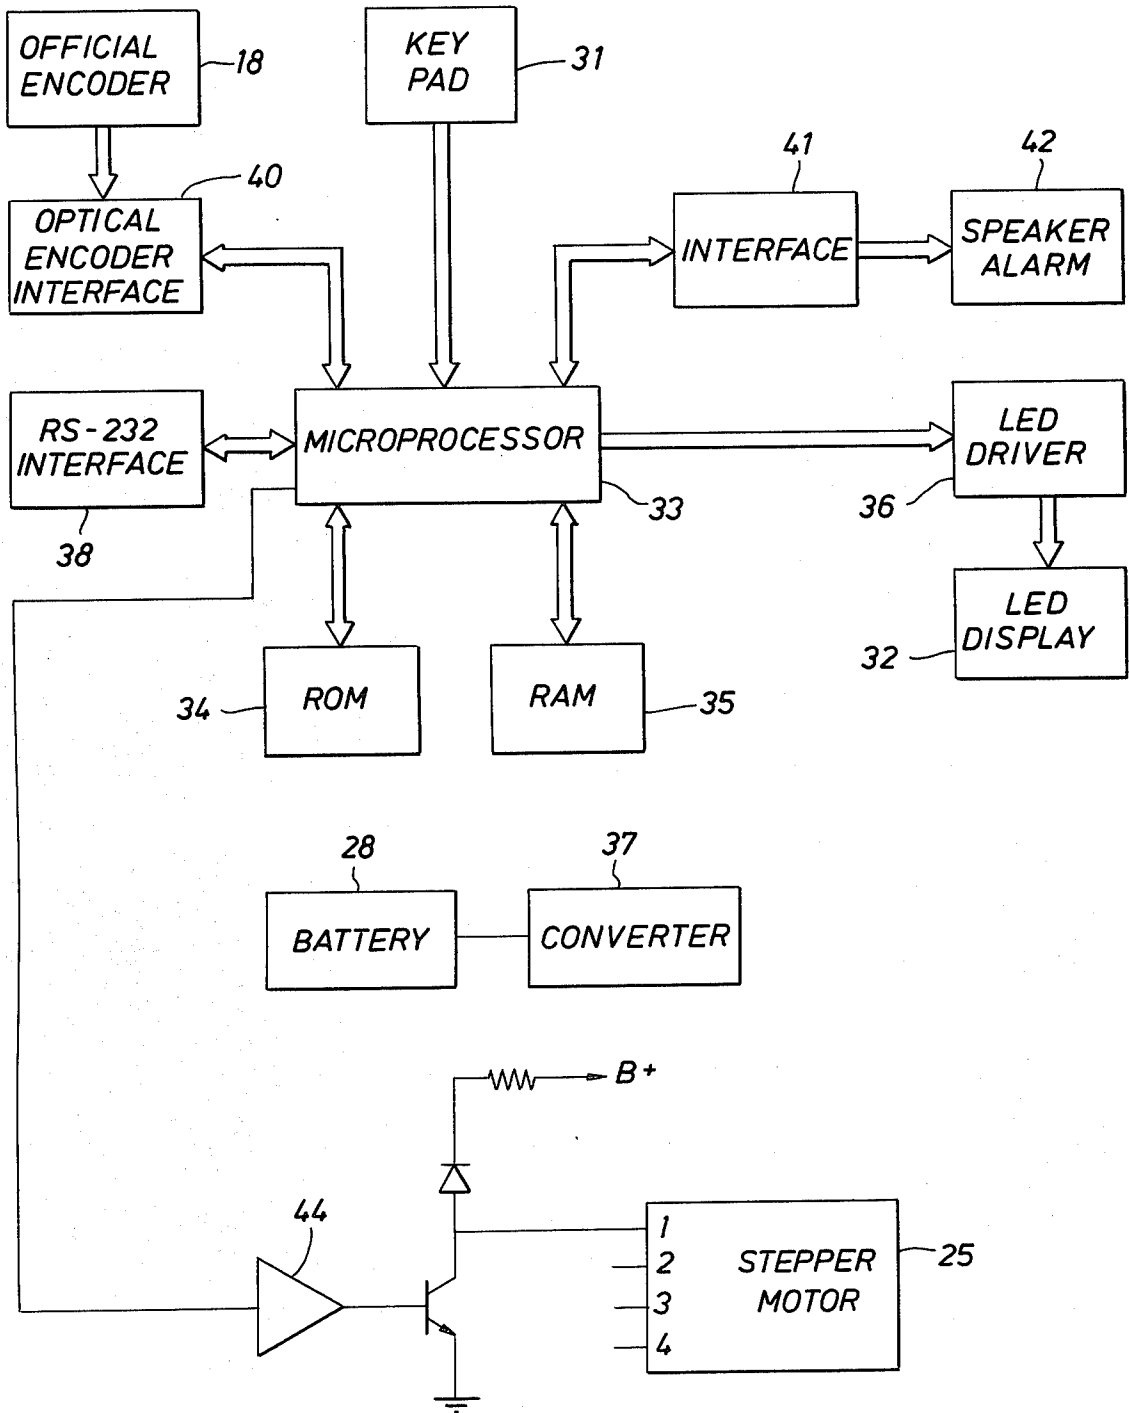 OFFICIAL
ENCODER
18
KEY
PAD
31
40
OPTICAL
ENCODER
INTERFACE
41
INTERFACE
42
SPEAKER
ALARM
RS-232
INTERFACE
38
MICROPROCESSOR
33
LED
DRIVER
36
LED
DISPLAY
32
34
ROM
RAM
35
28
BATTERY
37
CONVERTER
B+
44
1
2
3
4
STEPPER
MOTOR
25